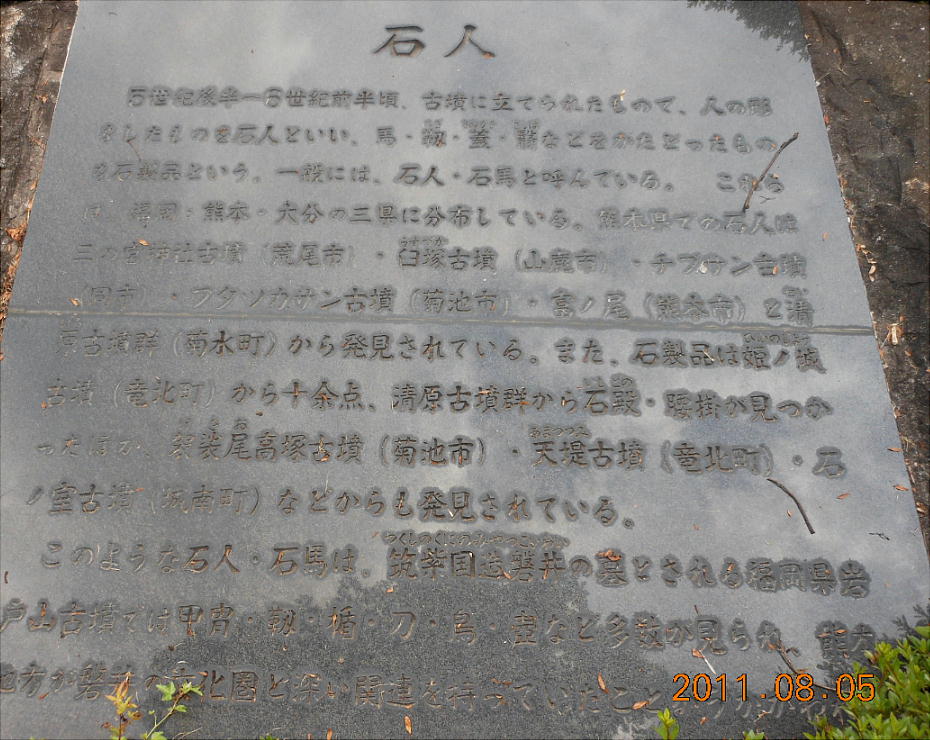 石人
5世紀後半ー6世紀前半頃、古墳に立てられたもので、人の形
をしたものを石人といい、馬・靱・蓋・翳などをかたどったもの
を石製品という。一般には、石人・石馬と呼んでいる。 これら
は、福岡・熊本・大分の三県に分布している。熊本県での石人は
三の宮神社古墳（荒尾市）・臼塚古墳（山鹿市）・チブサン古墳
（同市）・フタツカサン古墳（菊池市）・富ノ尾（熊本市）と清
原古墳群（菊水町）から発見されている。また、石製品は姫ノ城
古墳（竜北町）から十余点、清原古墳群から石殿・腰掛が見つか
ったほか、袈裟尾高塚古墳（菊池市）・天堤古墳（竜北町）・石
ノ室古墳（城南町）などからも発見されている。
このような石人・石馬は、筑紫国造磐井の墓とされる福岡県岩
戸山古墳では甲冑・靱・楯・刀・鳥・壺など多数が見られ、熊本
地方が磐井の文化圏と深い関連を持っていたことが
2011.08.05